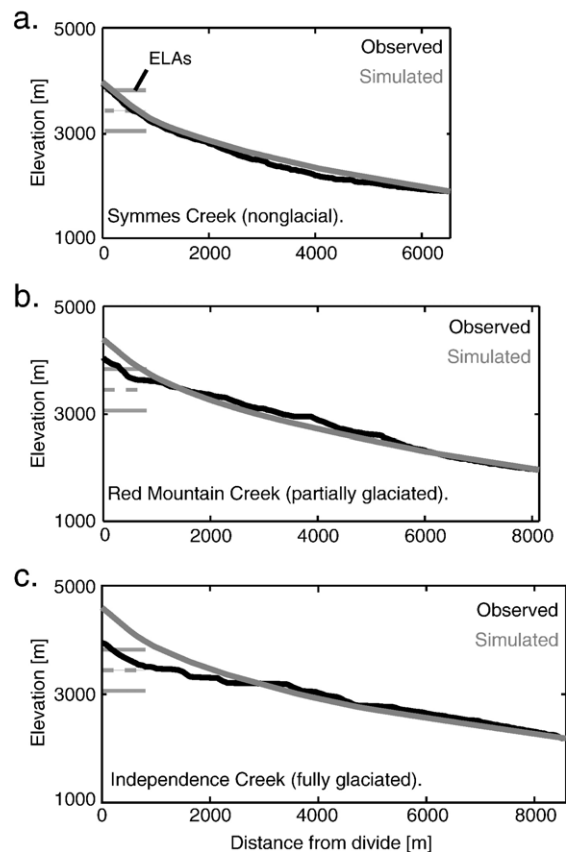 a.
5000
Observed
ELAs
Simulated
Elevation [m]
3000
Symmes Creek (nonglacial).
1000
0
2000
4000
6000
b.
5000
Observed
Simulated
Elevation [m]
3000
Red Mountain Creek (partially glaciated).
1000
0
2000
4000
6000
8000
c.
5000
Observed
Simulated
Elevation [m]
3000
Independence Creek (fully glaciated).
1000
0
2000
4000
6000
8000
Distance from divide [m]